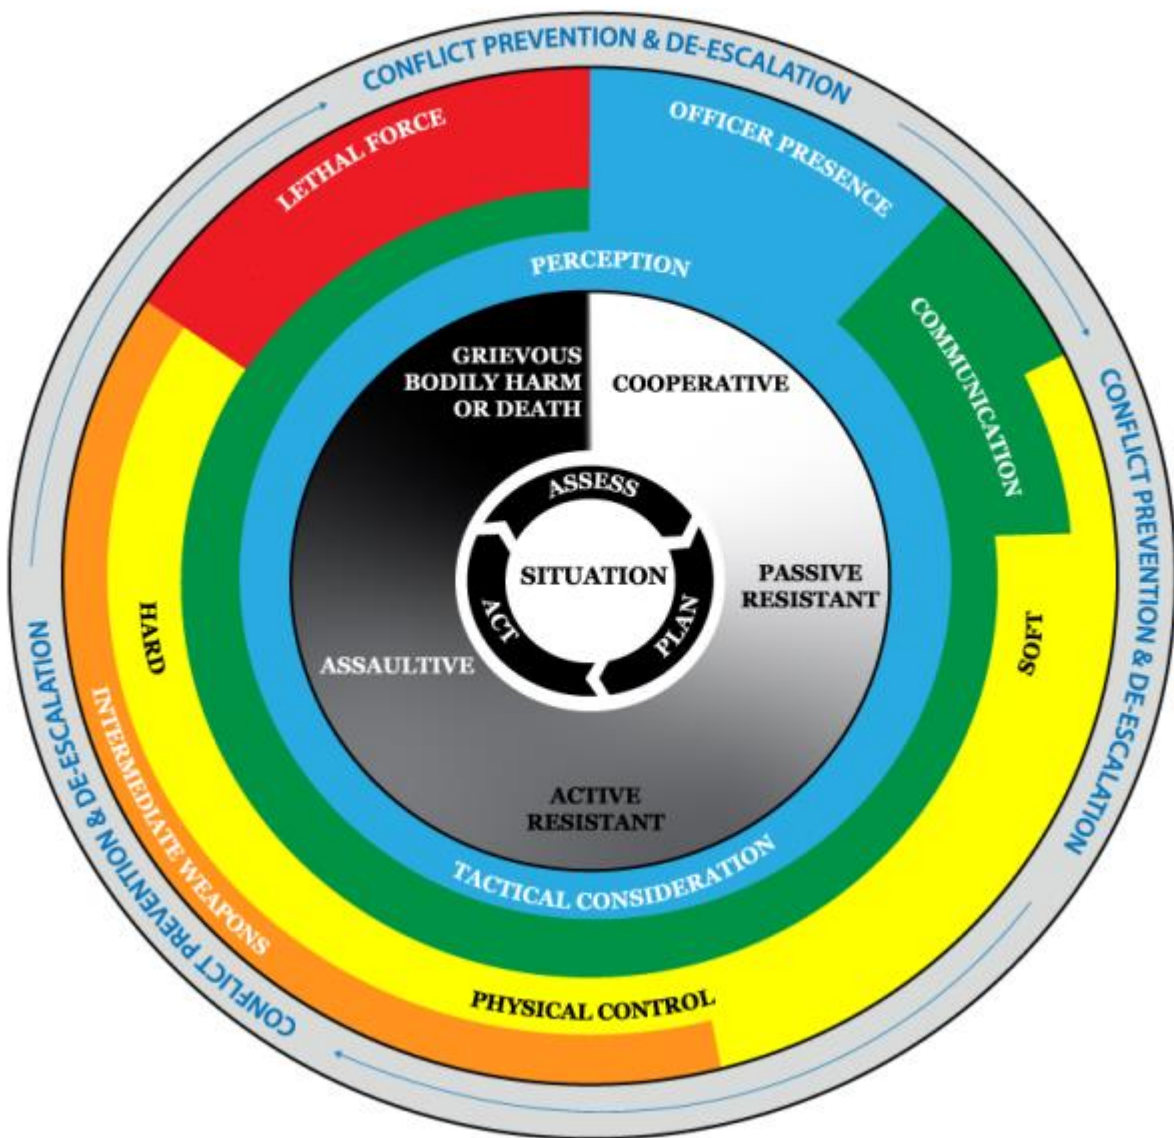 CONFLICT PREVENTION & DE-ESCALATION
LETHAL FORCE
OFFICER PRESENCE
PERCEPTION
COMMUNICATION
CONFLICT PREVENTION & DE-ESCALATION
GRIEVOUS
BODILY HARM
OR DEATH
COOPERATIVE
ASSESS
SITUATION
PLAN
ACT
PASSIVE
RESISTANT
SOFT
HARD
ASSAULTIVE
ACTIVE
RESISTANT
TACTICAL CONSIDERATION
PHYSICAL CONTROL
INTERMEDIATE WEAPONS
CONFLICT PREVENTION & DE-ESCALATION